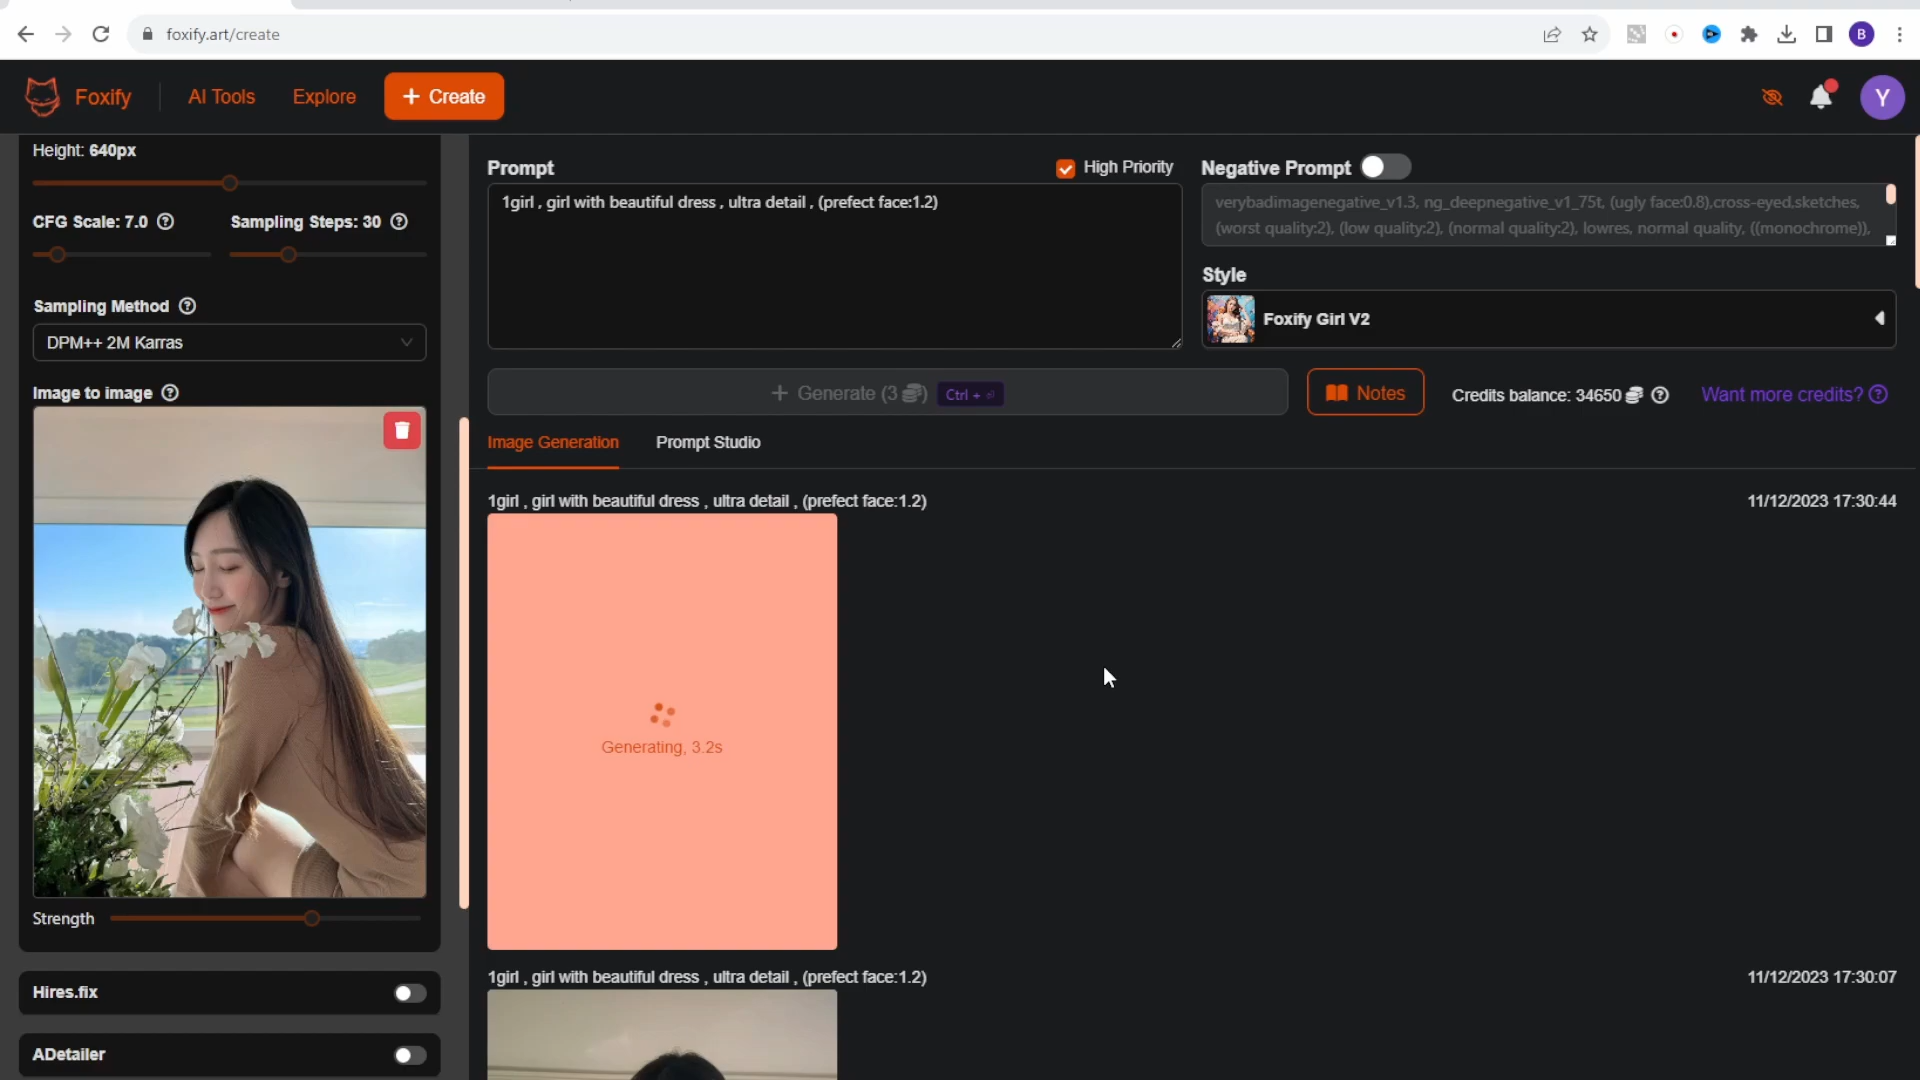 foxify.art/create
B
Foxify
AI Tools
Explore
+ Create
Y
Height: 640px
CFG Scale: 7.0
Sampling Steps: 30
Sampling Method
DPM++ 2M Karras
Image to image
Strength
Hires.fix
ADetailer
Prompt
High Priority
1girl , girl with beautiful dress , ultra detail , (prefect face:1.2)
Negative Prompt
verybadimagenegative_v1.3, ng_deepnegative_v1_75t, (ugly face:0.8),cross-eyed,sketches,
(worst quality:2), (low quality:2), (normal quality:2), lowres, normal quality, ((monochrome)),
Style
Foxify Girl V2
+ Generate (3 ) Ctrl + ⏎
Notes
Credits balance: 34650
Want more credits?
Image Generation
Prompt Studio
1girl , girl with beautiful dress , ultra detail , (prefect face:1.2)
11/12/2023 17:30:44
Generating, 3.2s
1girl , girl with beautiful dress , ultra detail , (prefect face:1.2)
11/12/2023 17:30:07